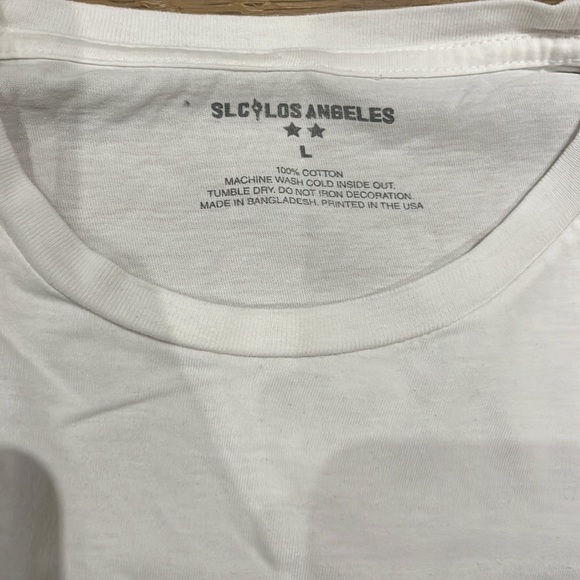 SLC LOS ANGELES
L
100% COTTON
MACHINE WASH COLD INSIDE OUT.
TUMBLE DRY. DO NOT IRON DECORATION.
MADE IN BANGLADESH. PRINTED IN THE USA